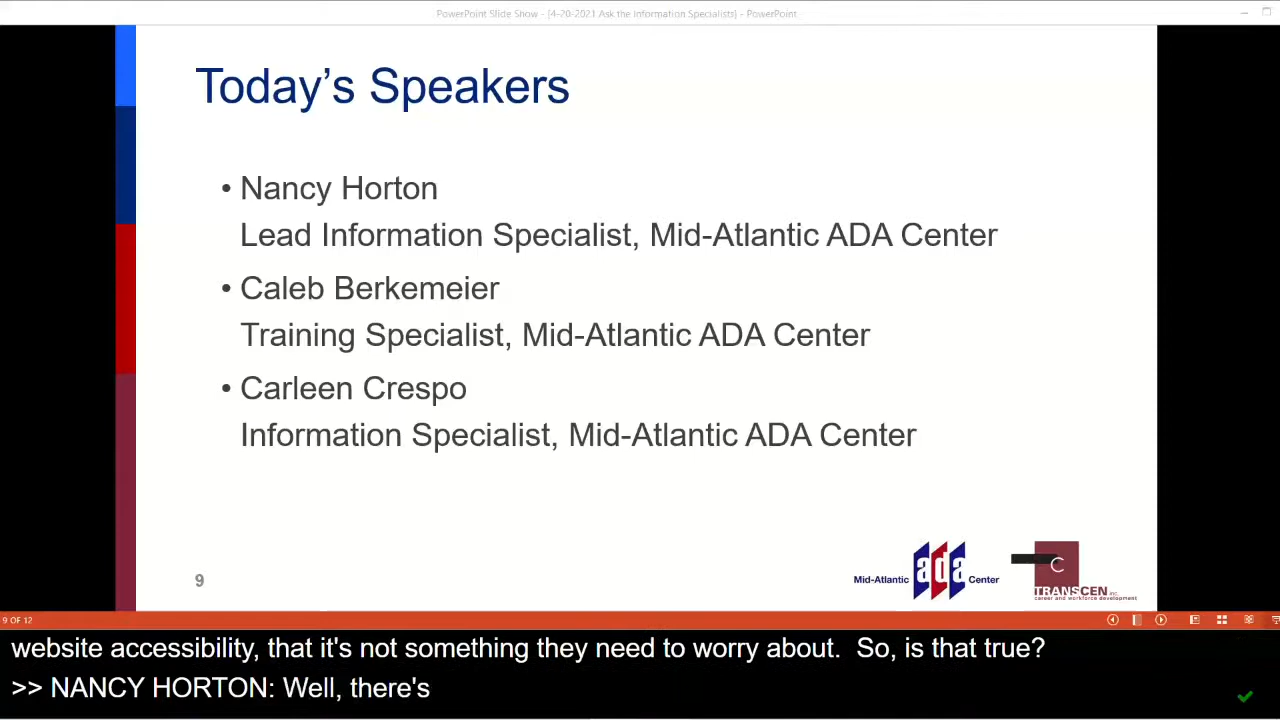 PowerPoint Slide Show - [4-20-2021 Ask the Information Specialists] - PowerPoint
Today's Speakers
• Nancy Horton
Lead Information Specialist, Mid-Atlantic ADA Center
• Caleb Berkemeier
Training Specialist, Mid-Atlantic ADA Center
• Carleen Crespo
Information Specialist, Mid-Atlantic ADA Center
9
Mid-Atlantic ada Center
C
TRANSCEN inc.
career and workforce development
9 OF 12
website accessibility, that it's not something they need to worry about.  So, is that true?
>> NANCY HORTON: Well, there's